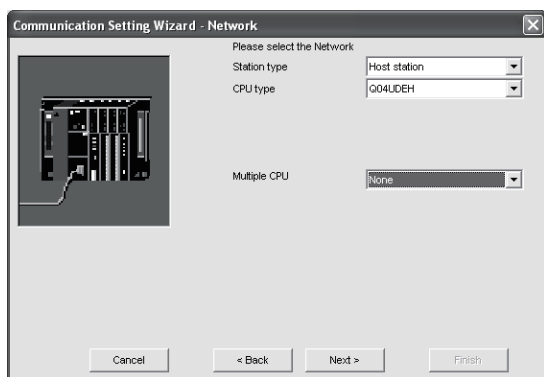 Communication Setting Wizard - Network
Please select the Network
Station type Host station
CPU type Q04UDEH
Multiple CPU None
Cancel < Back Next > Finish